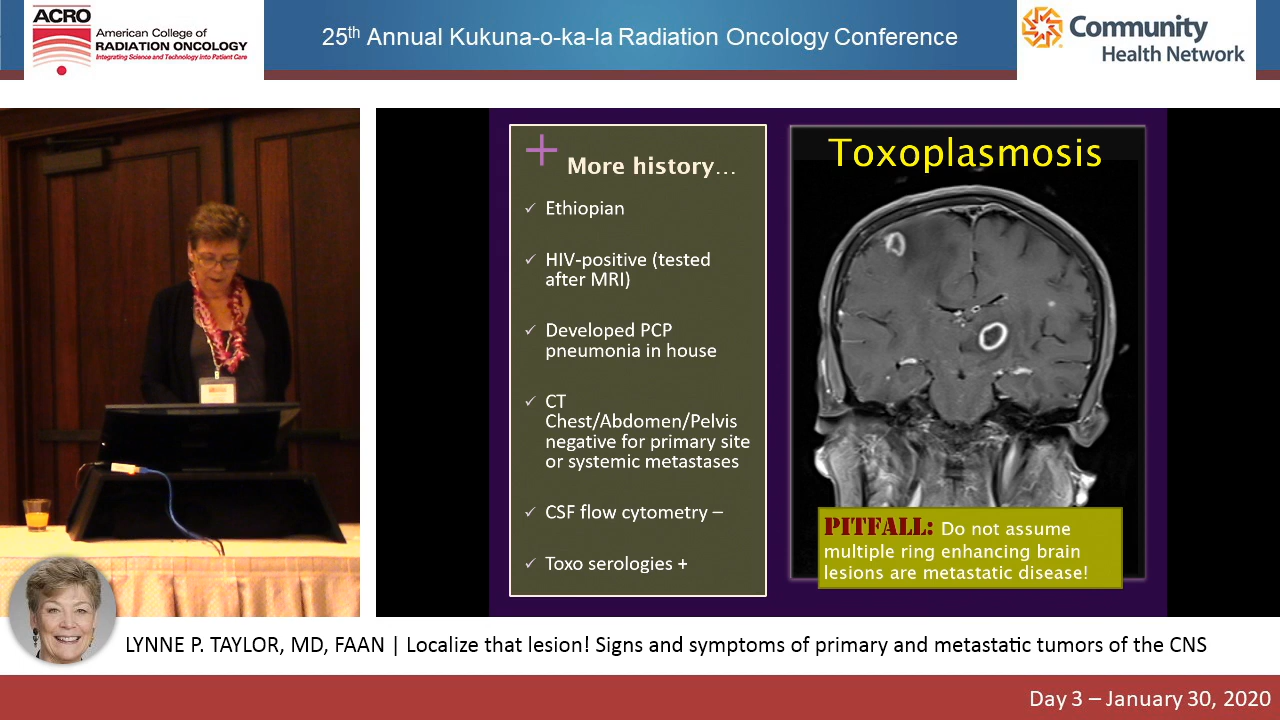 ACRO
American College of
RADIATION ONCOLOGY
Integrating Science and Technology Into Patient Care
25th Annual Kukuna-o-ka-la Radiation Oncology Conference
Community
Health Network
+
More history…
✓ Ethiopian
✓ HIV-positive (tested
after MRI)
✓ Developed PCP
pneumonia in house
✓ CT
Chest/Abdomen/Pelvis
negative for primary site
or systemic metastases
✓ CSF flow cytometry –
✓ Toxo serologies +
Toxoplasmosis
PITFALL: Do not assume
multiple ring enhancing brain
lesions are metastatic disease!
LYNNE P. TAYLOR, MD, FAAN | Localize that lesion! Signs and symptoms of primary and metastatic tumors of the CNS
Day 3 – January 30, 2020